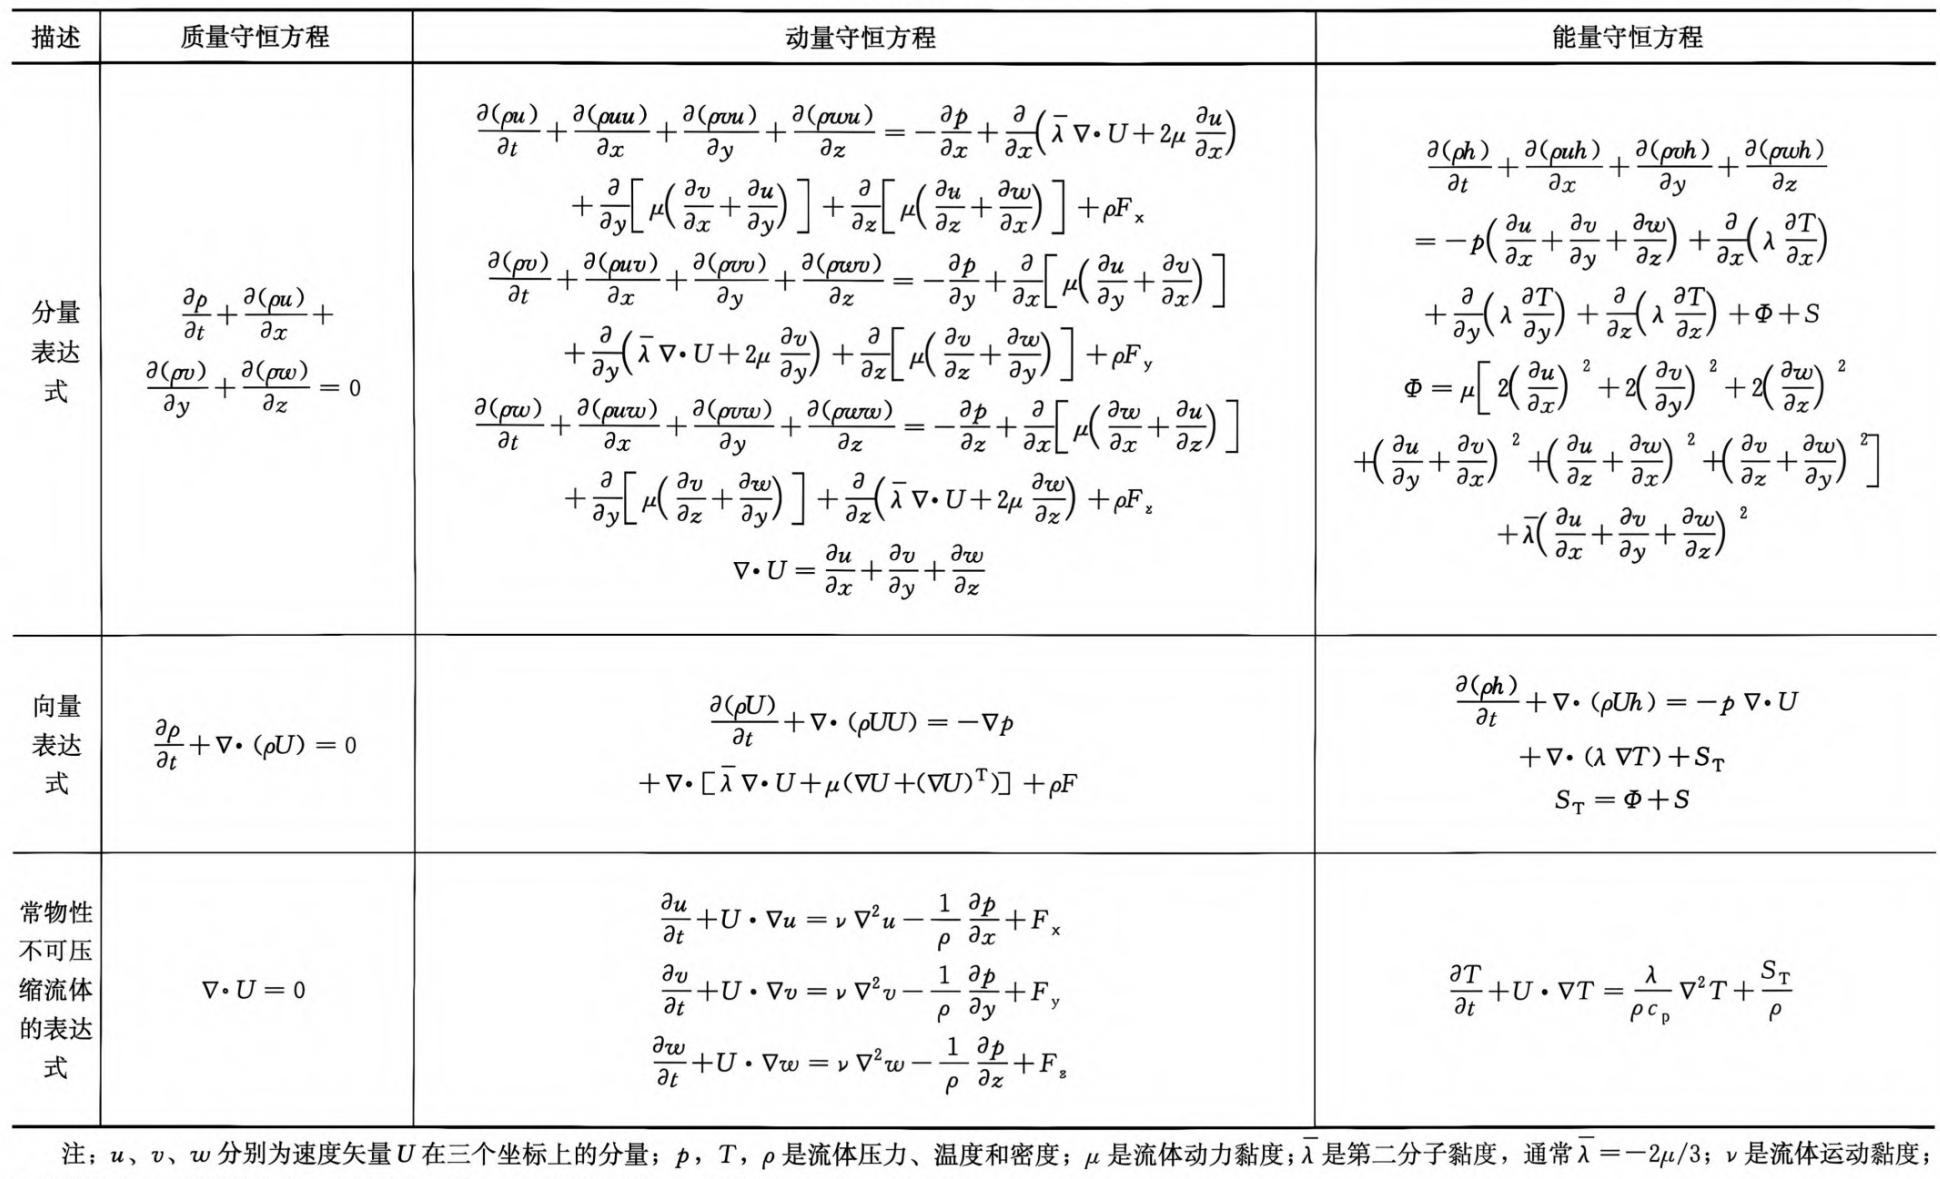 描述 质量守恒方程 动量守恒方程 能量守恒方程
分量
表达
式
∂ρ/∂t + ∂(ρu)/∂x +
∂(ρv)/∂y + ∂(ρw)/∂z = 0
∂(ρu)/∂t + ∂(ρuu)/∂x + ∂(ρvu)/∂y + ∂(ρwu)/∂z = −∂p/∂x + ∂/∂x(λ̄ ∇·U + 2μ ∂u/∂x)
+ ∂/∂y[μ(∂v/∂x + ∂u/∂y)] + ∂/∂z[μ(∂u/∂z + ∂w/∂x)] + ρFₓ
∂(ρv)/∂t + ∂(ρuv)/∂x + ∂(ρvv)/∂y + ∂(ρwv)/∂z = −∂p/∂y + ∂/∂x[μ(∂u/∂y + ∂v/∂x)]
+ ∂/∂y(λ̄ ∇·U + 2μ ∂v/∂y) + ∂/∂z[μ(∂v/∂z + ∂w/∂y)] + ρF_y
∂(ρw)/∂t + ∂(ρuw)/∂x + ∂(ρvw)/∂y + ∂(ρww)/∂z = −∂p/∂z + ∂/∂x[μ(∂w/∂x + ∂u/∂z)]
+ ∂/∂y[μ(∂v/∂z + ∂w/∂y)] + ∂/∂z(λ̄ ∇·U + 2μ ∂w/∂z) + ρF_z
∇·U = ∂u/∂x + ∂v/∂y + ∂w/∂z
∂(ρh)/∂t + ∂(ρuh)/∂x + ∂(ρvh)/∂y + ∂(ρwh)/∂z
= −p(∂u/∂x + ∂v/∂y + ∂w/∂z) + ∂/∂x(λ ∂T/∂x)
+ ∂/∂y(λ ∂T/∂y) + ∂/∂z(λ ∂T/∂z) + Φ + S
Φ = μ[2(∂u/∂x)² + 2(∂v/∂y)² + 2(∂w/∂z)²
+(∂u/∂y + ∂v/∂x)² + (∂u/∂z + ∂w/∂x)² + (∂v/∂z + ∂w/∂y)²]
+ λ̄(∂u/∂x + ∂v/∂y + ∂w/∂z)²
向量
表达
式
∂ρ/∂t + ∇·(ρU) = 0
∂(ρU)/∂t + ∇·(ρUU) = −∇p
+ ∇·[λ̄ ∇·U + μ(∇U + (∇U)ᵀ)] + ρF
∂(ρh)/∂t + ∇·(ρUh) = −p ∇·U
+ ∇·(λ ∇T) + S_T
S_T = Φ + S
常物性
不可压
缩流体
的表达
式
∇·U = 0
∂u/∂t + U·∇u = ν ∇²u − 1/ρ ∂p/∂x + Fₓ
∂v/∂t + U·∇v = ν ∇²v − 1/ρ ∂p/∂y + F_y
∂w/∂t + U·∇w = ν ∇²w − 1/ρ ∂p/∂z + F_z
∂T/∂t + U·∇T = λ/(ρc_p) ∇²T + S_T/ρ
注：u、v、w 分别为速度矢量 U 在三个坐标上的分量；p，T，ρ 是流体压力、温度和密度；μ 是流体动力黏度；λ̄ 是第二分子黏度，通常 λ̄ = −2μ/3；ν 是流体运动黏度；